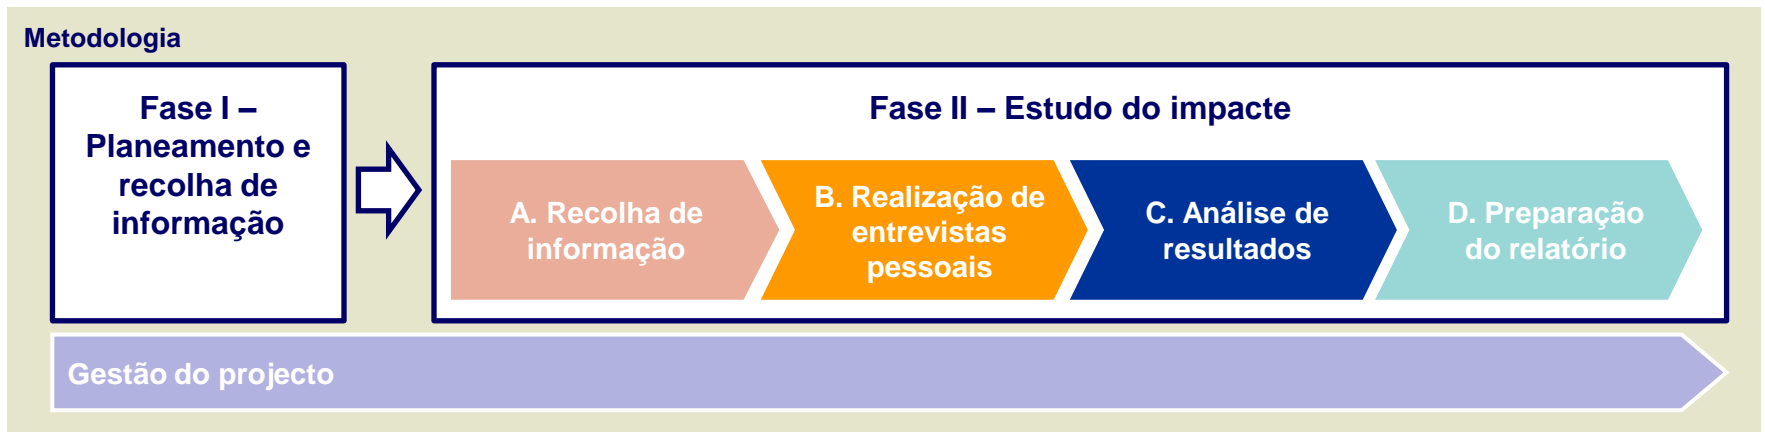 Metodologia
Fase I –
Planeamento e
recolha de
informação
Fase II – Estudo do impacte
A. Recolha de
informação
B. Realização de
entrevistas
pessoais
C. Análise de
resultados
D. Preparação
do relatório
Gestão do projecto